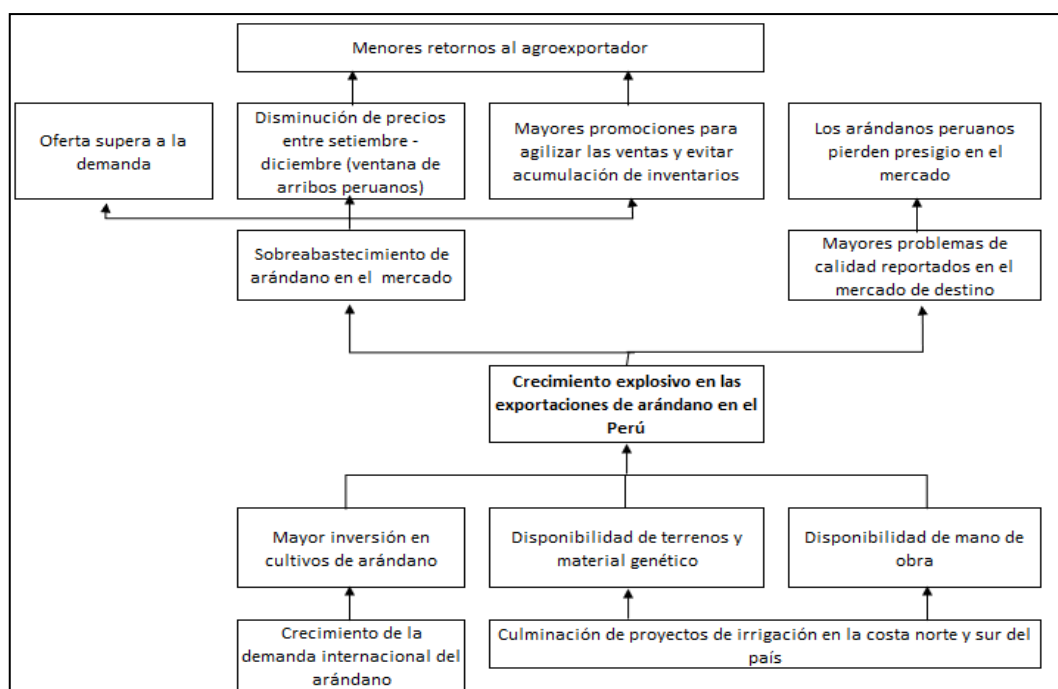 Menores retornos al agroexportador
Oferta supera a la
demanda
Disminución de precios
entre setiembre -
diciembre (ventana de
arribos peruanos)
Mayores promociones para
agilizar las ventas y evitar
acumulación de inventarios
Los arándanos peruanos
pierden presigio en el
mercado
Sobreabastecimiento de
arándano en el mercado
Mayores problemas de
calidad reportados en el
mercado de destino
Crecimiento explosivo en las
exportaciones de arándano en el
Perú
Mayor inversión en
cultivos de arándano
Disponibilidad de terrenos y
material genético
Disponibilidad de mano de
obra
Crecimiento de la
demanda internacional del
arándano
Culminación de proyectos de irrigación en la costa norte y sur del
país